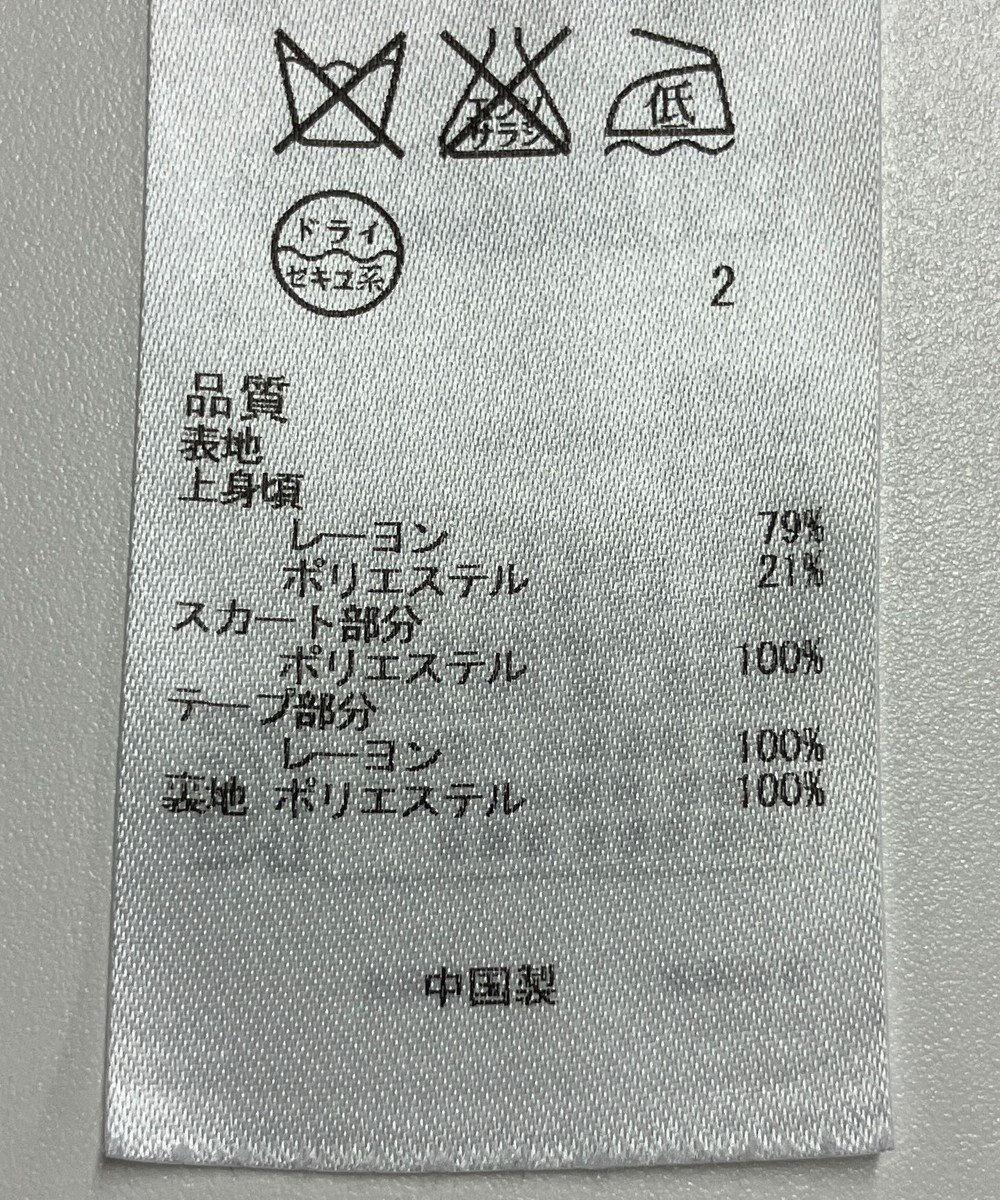 エンソ
サラシ
低
ドライ
セキユ系
2
品質
表地
上身頃
レーヨン 79%
ポリエステル 21%
スカート部分
ポリエステル 100%
テープ部分
レーヨン 100%
裏地 ポリエステル 100%
中国製